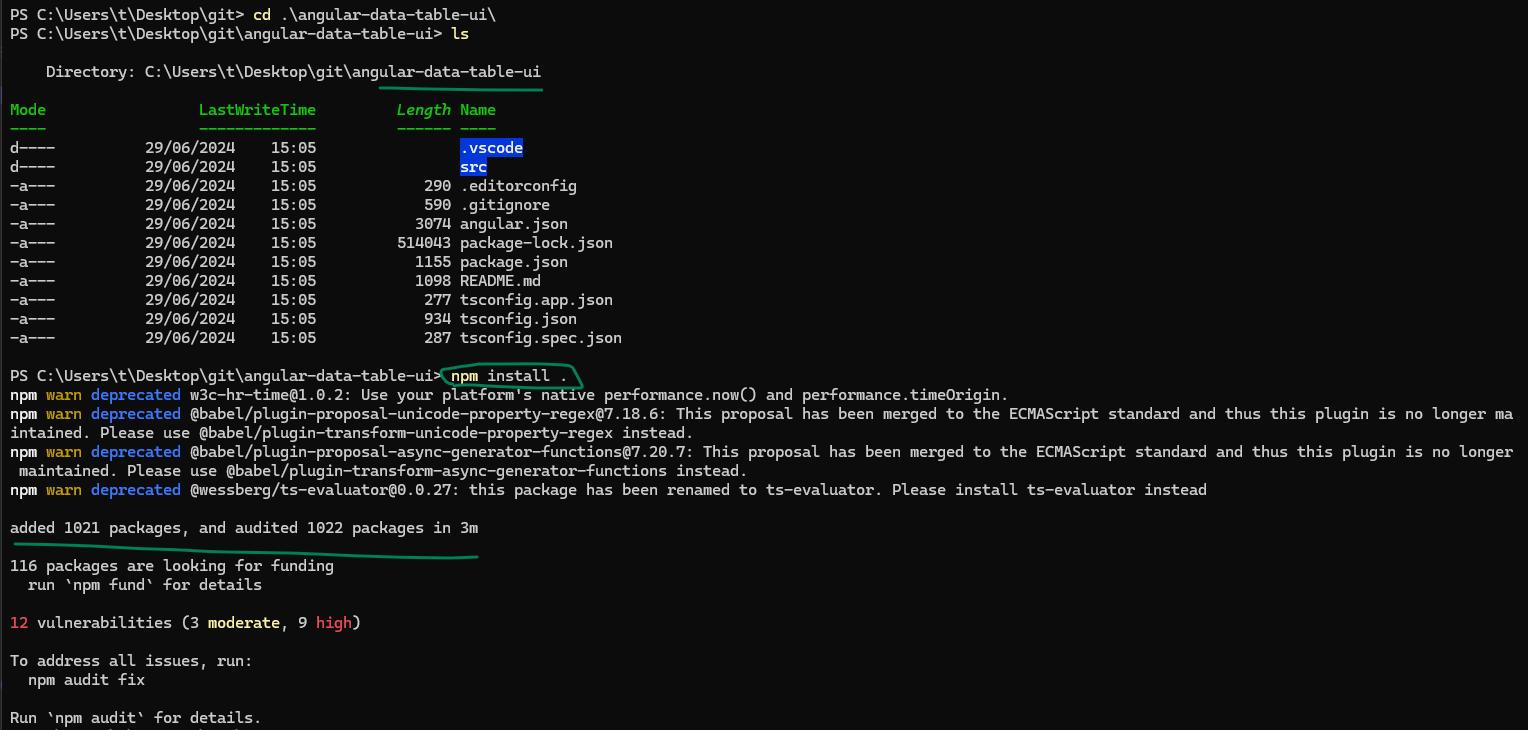 PS C:\Users\t\Desktop\git> cd .\angular-data-table-ui\
PS C:\Users\t\Desktop\git\angular-data-table-ui> ls
Directory: C:\Users\t\Desktop\git\angular-data-table-ui
Mode LastWriteTime Length Name
---- ------------- ------ ----
d---- 29/06/2024 15:05 .vscode
d---- 29/06/2024 15:05 src
-a--- 29/06/2024 15:05 290 .editorconfig
-a--- 29/06/2024 15:05 590 .gitignore
-a--- 29/06/2024 15:05 3074 angular.json
-a--- 29/06/2024 15:05 514043 package-lock.json
-a--- 29/06/2024 15:05 1155 package.json
-a--- 29/06/2024 15:05 1098 README.md
-a--- 29/06/2024 15:05 277 tsconfig.app.json
-a--- 29/06/2024 15:05 934 tsconfig.json
-a--- 29/06/2024 15:05 287 tsconfig.spec.json
PS C:\Users\t\Desktop\git\angular-data-table-ui> npm install .
npm warn deprecated w3c-hr-time@1.0.2: Use your platform's native performance.now() and performance.timeOrigin.
npm warn deprecated @babel/plugin-proposal-unicode-property-regex@7.18.6: This proposal has been merged to the ECMAScript standard and thus this plugin is no longer ma
intained. Please use @babel/plugin-transform-unicode-property-regex instead.
npm warn deprecated @babel/plugin-proposal-async-generator-functions@7.20.7: This proposal has been merged to the ECMAScript standard and thus this plugin is no longer
maintained. Please use @babel/plugin-transform-async-generator-functions instead.
npm warn deprecated @wessberg/ts-evaluator@0.0.27: this package has been renamed to ts-evaluator. Please install ts-evaluator instead
added 1021 packages, and audited 1022 packages in 3m
116 packages are looking for funding
run `npm fund` for details
12 vulnerabilities (3 moderate, 9 high)
To address all issues, run:
npm audit fix
Run `npm audit` for details.